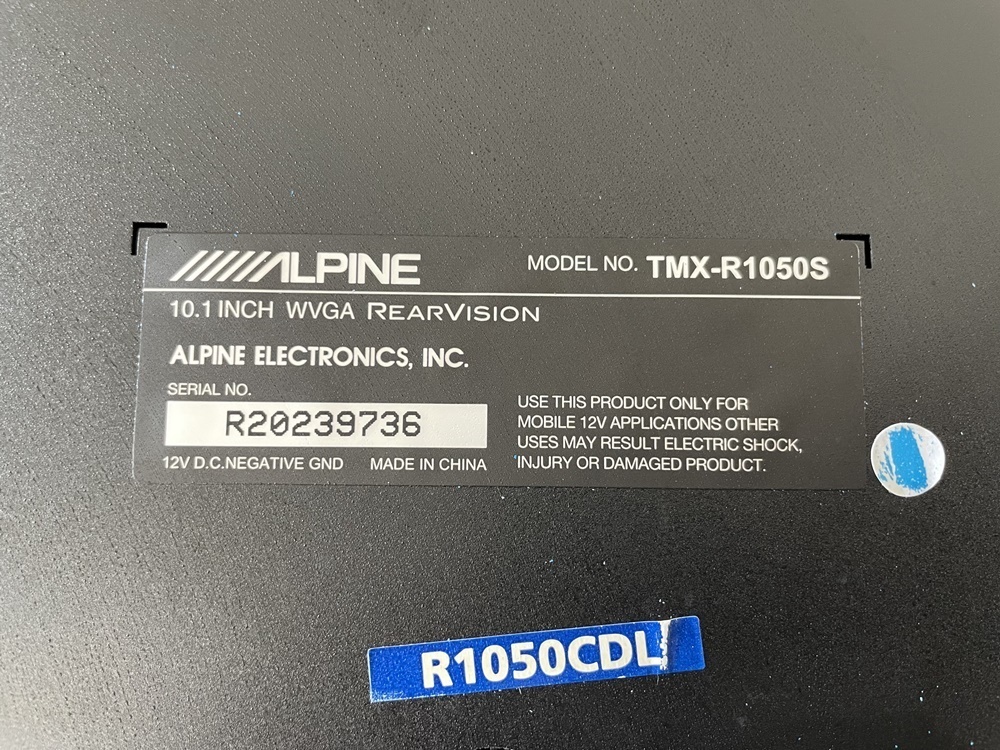 ALPINE
MODEL NO. TMX-R1050S
10.1 INCH WVGA REARVISION
ALPINE ELECTRONICS, INC.
SERIAL NO.
R20239736
12V D.C.NEGATIVE GND MADE IN CHINA
USE THIS PRODUCT ONLY FOR
MOBILE 12V APPLICATIONS OTHER
USES MAY RESULT ELECTRIC SHOCK,
INJURY OR DAMAGED PRODUCT.
R1050CDL